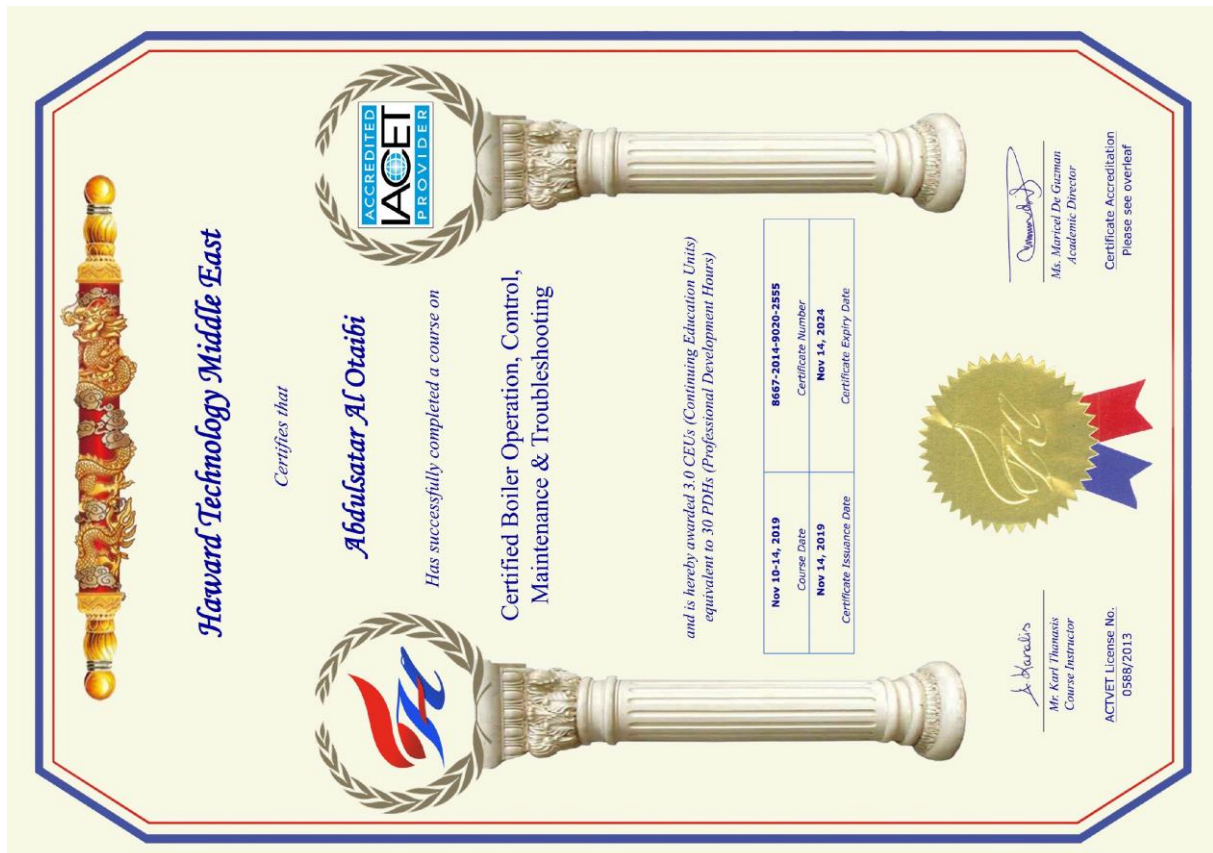 Haward Technology Middle East
Certifies that
ACCREDITED
IACET
PROVIDER
Abdulsatar Al Otaibi
Has successfully completed a course on
Certified Boiler Operation, Control,
Maintenance & Troubleshooting
and is hereby awarded 3.0 CEUs (Continuing Education Units)
equivalent to 30 PDHs (Professional Development Hours)
Nov 10-14, 2019 8667-2014-9020-2555
Course Date Certificate Number
Nov 14, 2019 Nov 14, 2024
Certificate Issuance Date Certificate Expiry Date
Mr. Karl Thanasis Ms. Maricel De Guzman
Course Instructor Academic Director
ACTVET License No. Certificate Accreditation
0588/2013 Please see overleaf